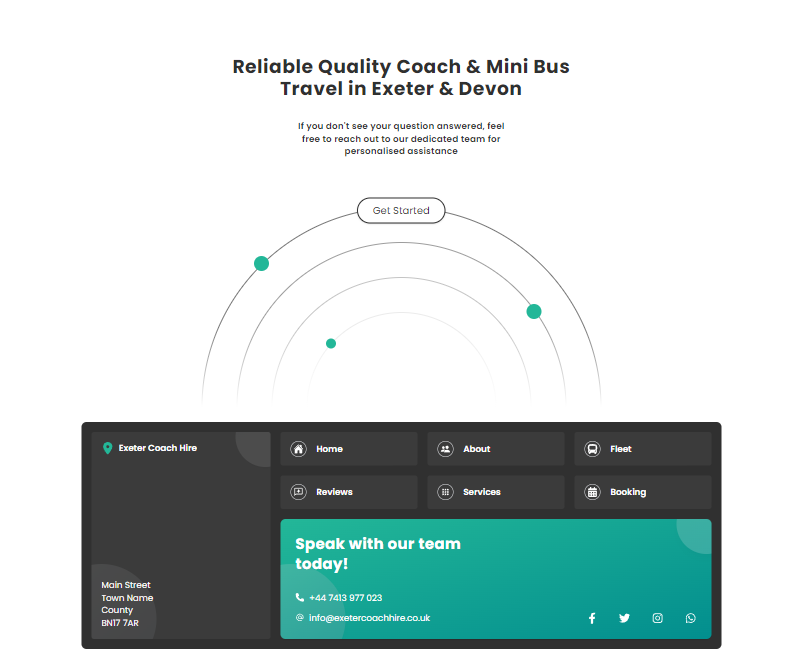 Reliable Quality Coach & Mini Bus
Travel in Exeter & Devon
If you don't see your question answered, feel
free to reach out to our dedicated team for
personalised assistance
Get Started
Exeter Coach Hire
Home
About
Fleet
Reviews
Services
Booking
Speak with our team
today!
+44 7413 977 023
info@exetercoachhire.co.uk
Main Street
Town Name
County
BN17 7AR